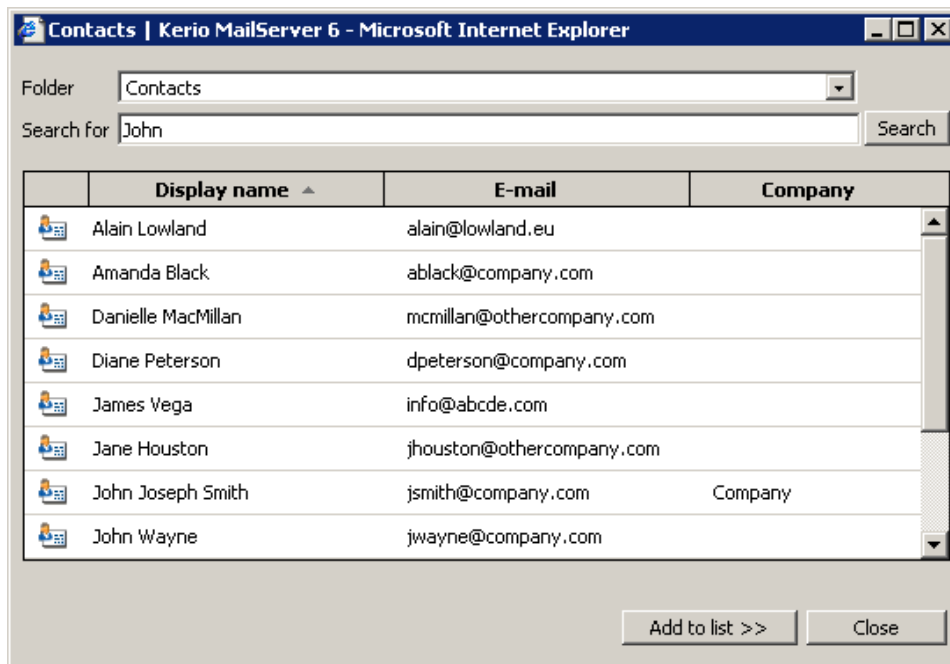 Contacts | Kerio MailServer 6 - Microsoft Internet Explorer
Folder Contacts
Search for John Search
Display name E-mail Company
Alain Lowland alain@lowland.eu
Amanda Black ablack@company.com
Danielle MacMillan mcmillan@othercompany.com
Diane Peterson dpeterson@company.com
James Vega info@abcde.com
Jane Houston jhouston@othercompany.com
John Joseph Smith jsmith@company.com Company
John Wayne jwayne@company.com
Add to list >> Close